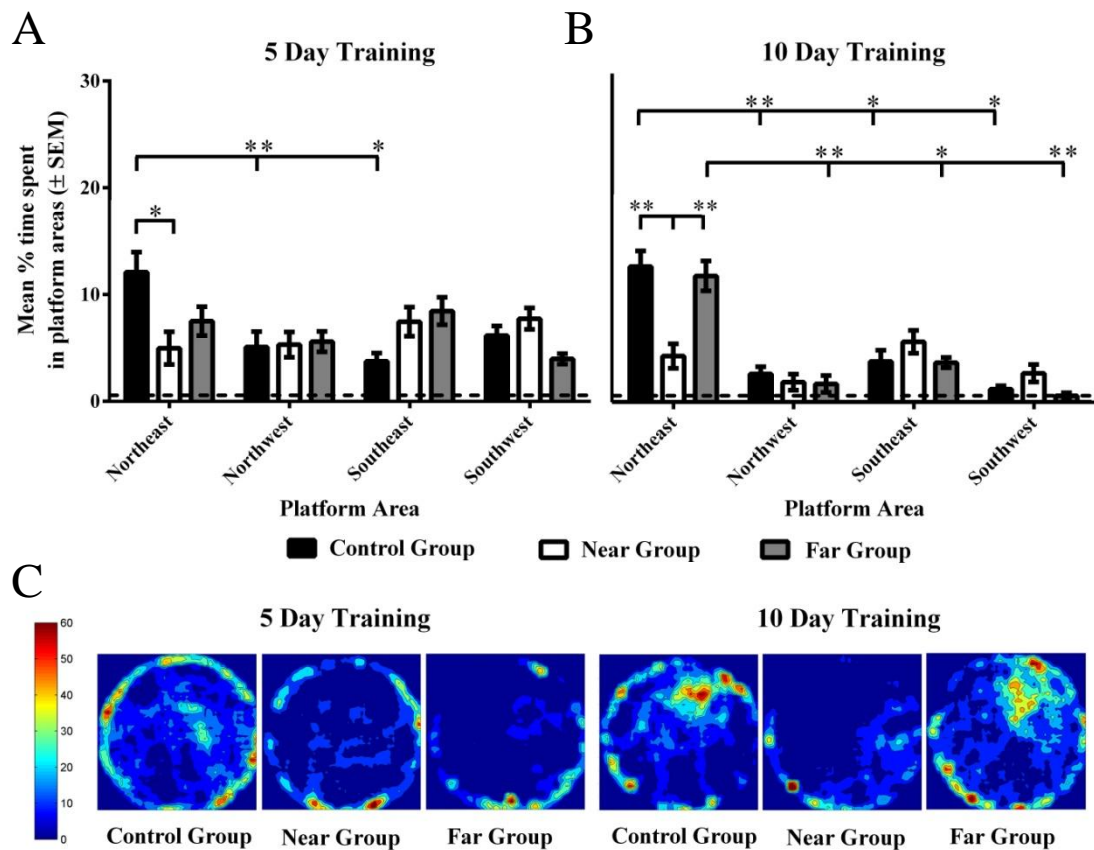 A
B
5 Day Training
10 Day Training
Mean % time spent
in platform areas (± SEM)
30
20
10
0
** *
*
** * *
** * **
** **
Northeast
Northwest
Southeast
Southwest
Northeast
Northwest
Southeast
Southwest
Platform Area
Platform Area
Control Group
Near Group
Far Group
C
5 Day Training
10 Day Training
60
50
40
30
20
10
0
Control Group
Near Group
Far Group
Control Group
Near Group
Far Group